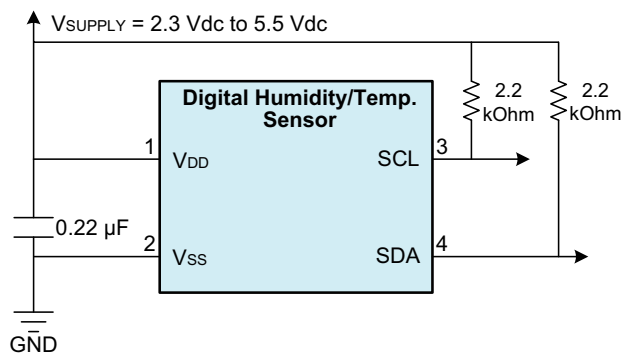 VSUPPLY = 2.3 Vdc to 5.5 Vdc
Digital Humidity/Temp.
Sensor
2.2
kOhm
2.2
kOhm
1
VDD
SCL
3
0.22 µF
2
VSS
SDA
4
GND